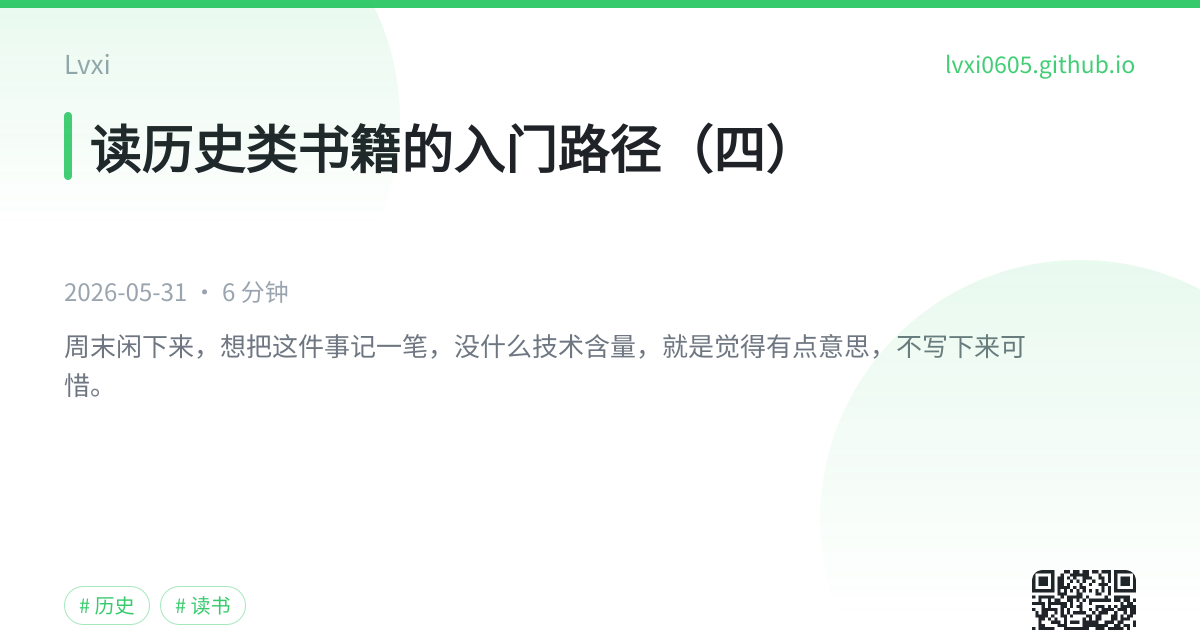 Lvxi
lvxi0605.github.io
读历史类书籍的入门路径（四）
2026-05-31 · 6 分钟
周末闲下来，想把这件事记一笔，没什么技术含量，就是觉得有点意思，不写下来可
惜。
# 历史
# 读书